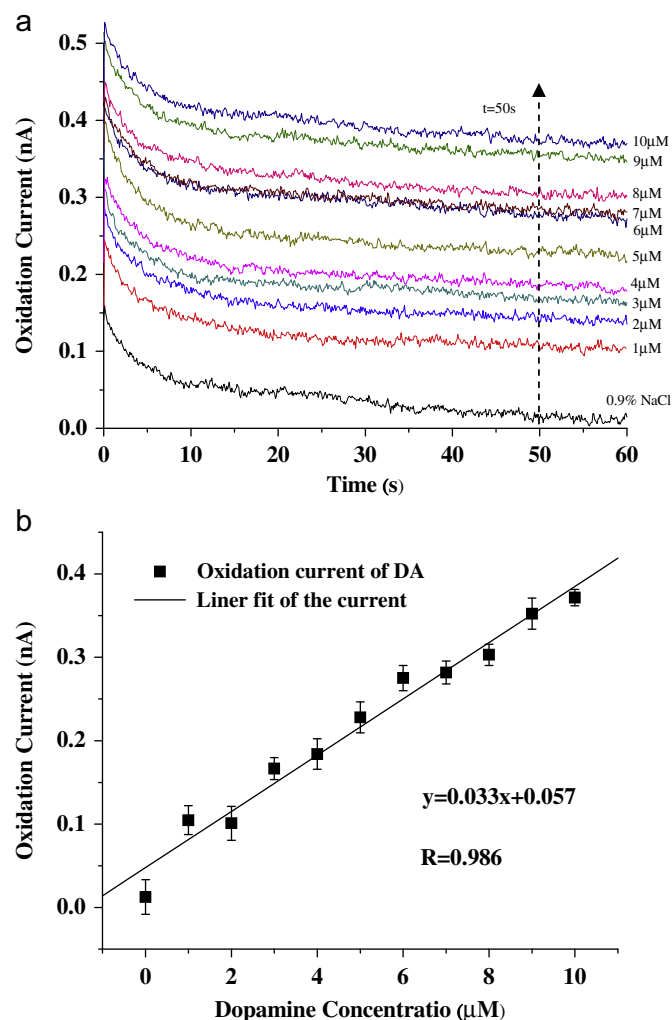 a
0.5
0.4
0.3
0.2
0.1
0.0
Oxidation Current (nA)
t=50s
10μM
9μM
8μM
7μM
6μM
5μM
4μM
3μM
2μM
1μM
0.9% NaCl
0 10 20 30 40 50 60
Time (s)
b
0.4
0.3
0.2
0.1
0.0
Oxidation Current (nA)
Oxidation current of DA
Liner fit of the current
y=0.033x+0.057
R=0.986
0 2 4 6 8 10
Dopamine Concentratio (μM)